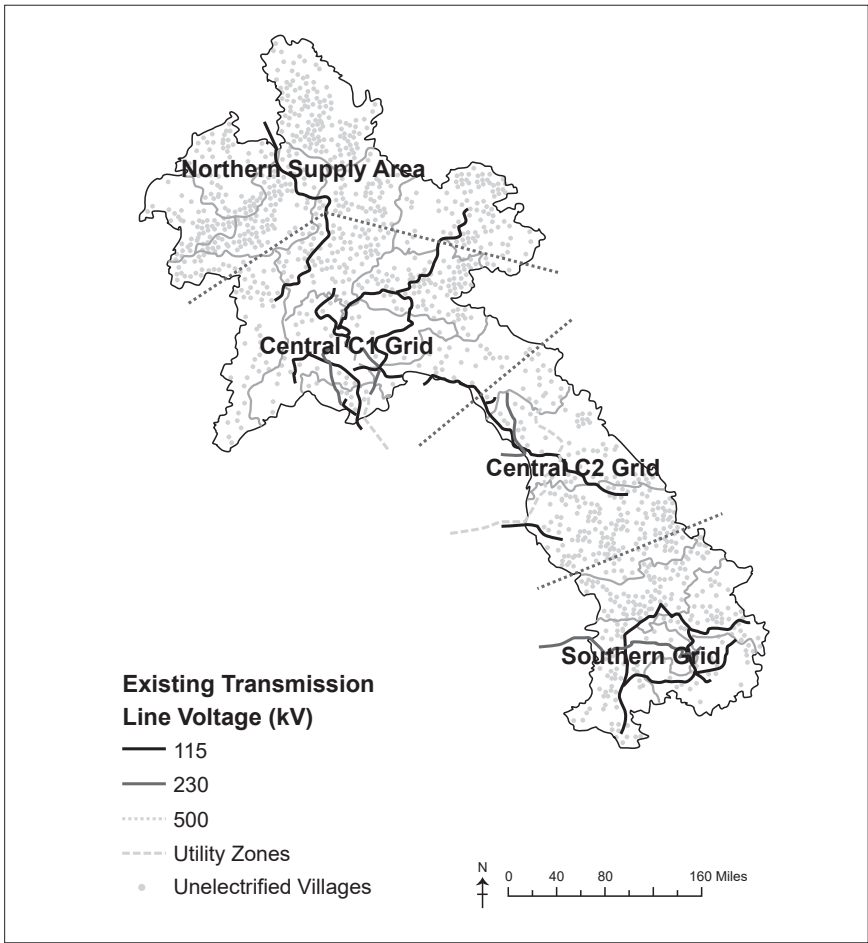 Northern Supply Area
Central C1 Grid
Central C2 Grid
Southern Grid
Existing Transmission
Line Voltage (kV)
115
230
500
Utility Zones
Unelectrified Villages
N
0 40 80 160 Miles